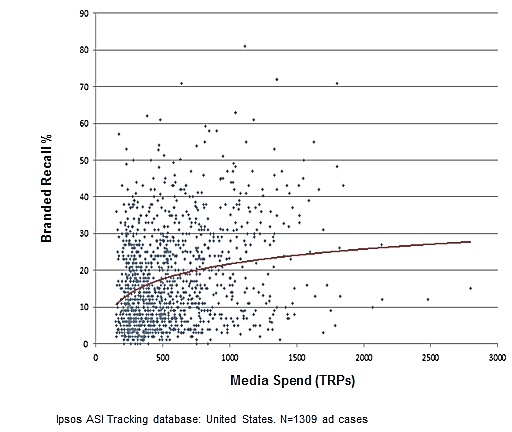 90
80
70
60
50
40
30
20
10
0
Branded Recall %
0 500 1000 1500 2000 2500 3000
Media Spend (TRPs)
Ipsos ASI Tracking database: United States. N=1309 ad cases